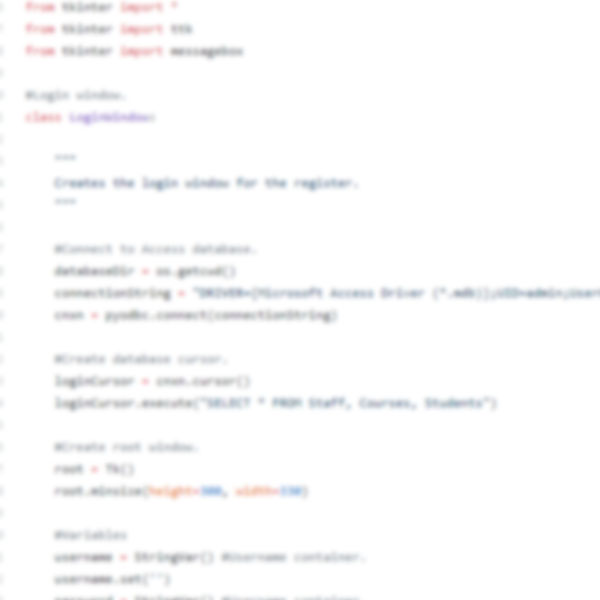 from tkinter import *
from tkinter import ttk
from tkinter import messagebox
#Login window.
class LoginWindow:
"""
Creates the login window for the register.
"""
#Connect to Access database.
databaseDir = os.getcwd()
connectionString = "DRIVER={Microsoft Access Driver (*.mdb)};UID=admin;User
cnxn = pyodbc.connect(connectionString)
#Create database cursor.
loginCursor = cnxn.cursor()
loginCursor.execute("SELECT * FROM Staff, Courses, Students")
#Create root window.
root = Tk()
root.minsize(height=300, width=330)
#Variables
username = StringVar() #Username container.
username.set("")